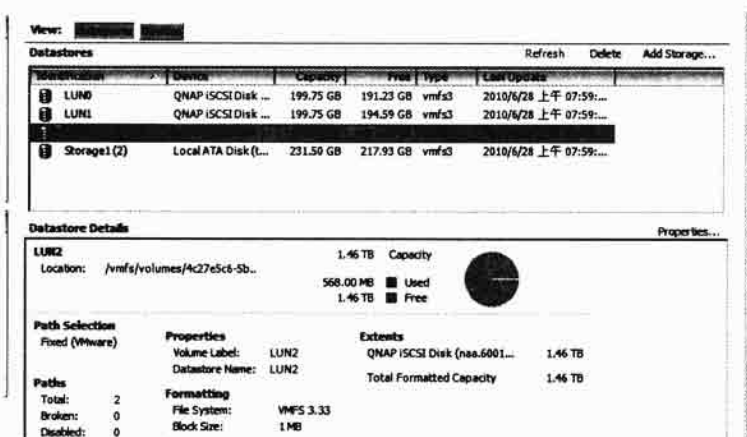 View:
Datastores Refresh Delete Add Storage...
Identification Device Capacity Free Type Last Update
LUN0 QNAP iSCSI Disk ... 199.75 GB 191.23 GB vmfs3 2010/6/28 上午 07:59:...
LUN1 QNAP iSCSI Disk ... 199.75 GB 194.59 GB vmfs3 2010/6/28 上午 07:59:...
Storage1 (2) Local ATA Disk (t... 231.50 GB 217.93 GB vmfs3 2010/6/28 上午 07:59:...
Datastore Details Properties...
LUN2 1.46 TB Capacity
Location: /vmfs/volumes/4c27e5c6-5b...
568.00 MB Used
1.46 TB Free
Path Selection
Fixed (VMware)
Properties
Volume Label: LUN2
Datastore Name: LUN2
Extents
QNAP iSCSI Disk (naa.6001... 1.46 TB
Total Formatted Capacity 1.46 TB
Paths
Total: 2
Broken: 0
Disabled: 0
Formatting
File System: VMFS 3.33
Block Size: 1 MB